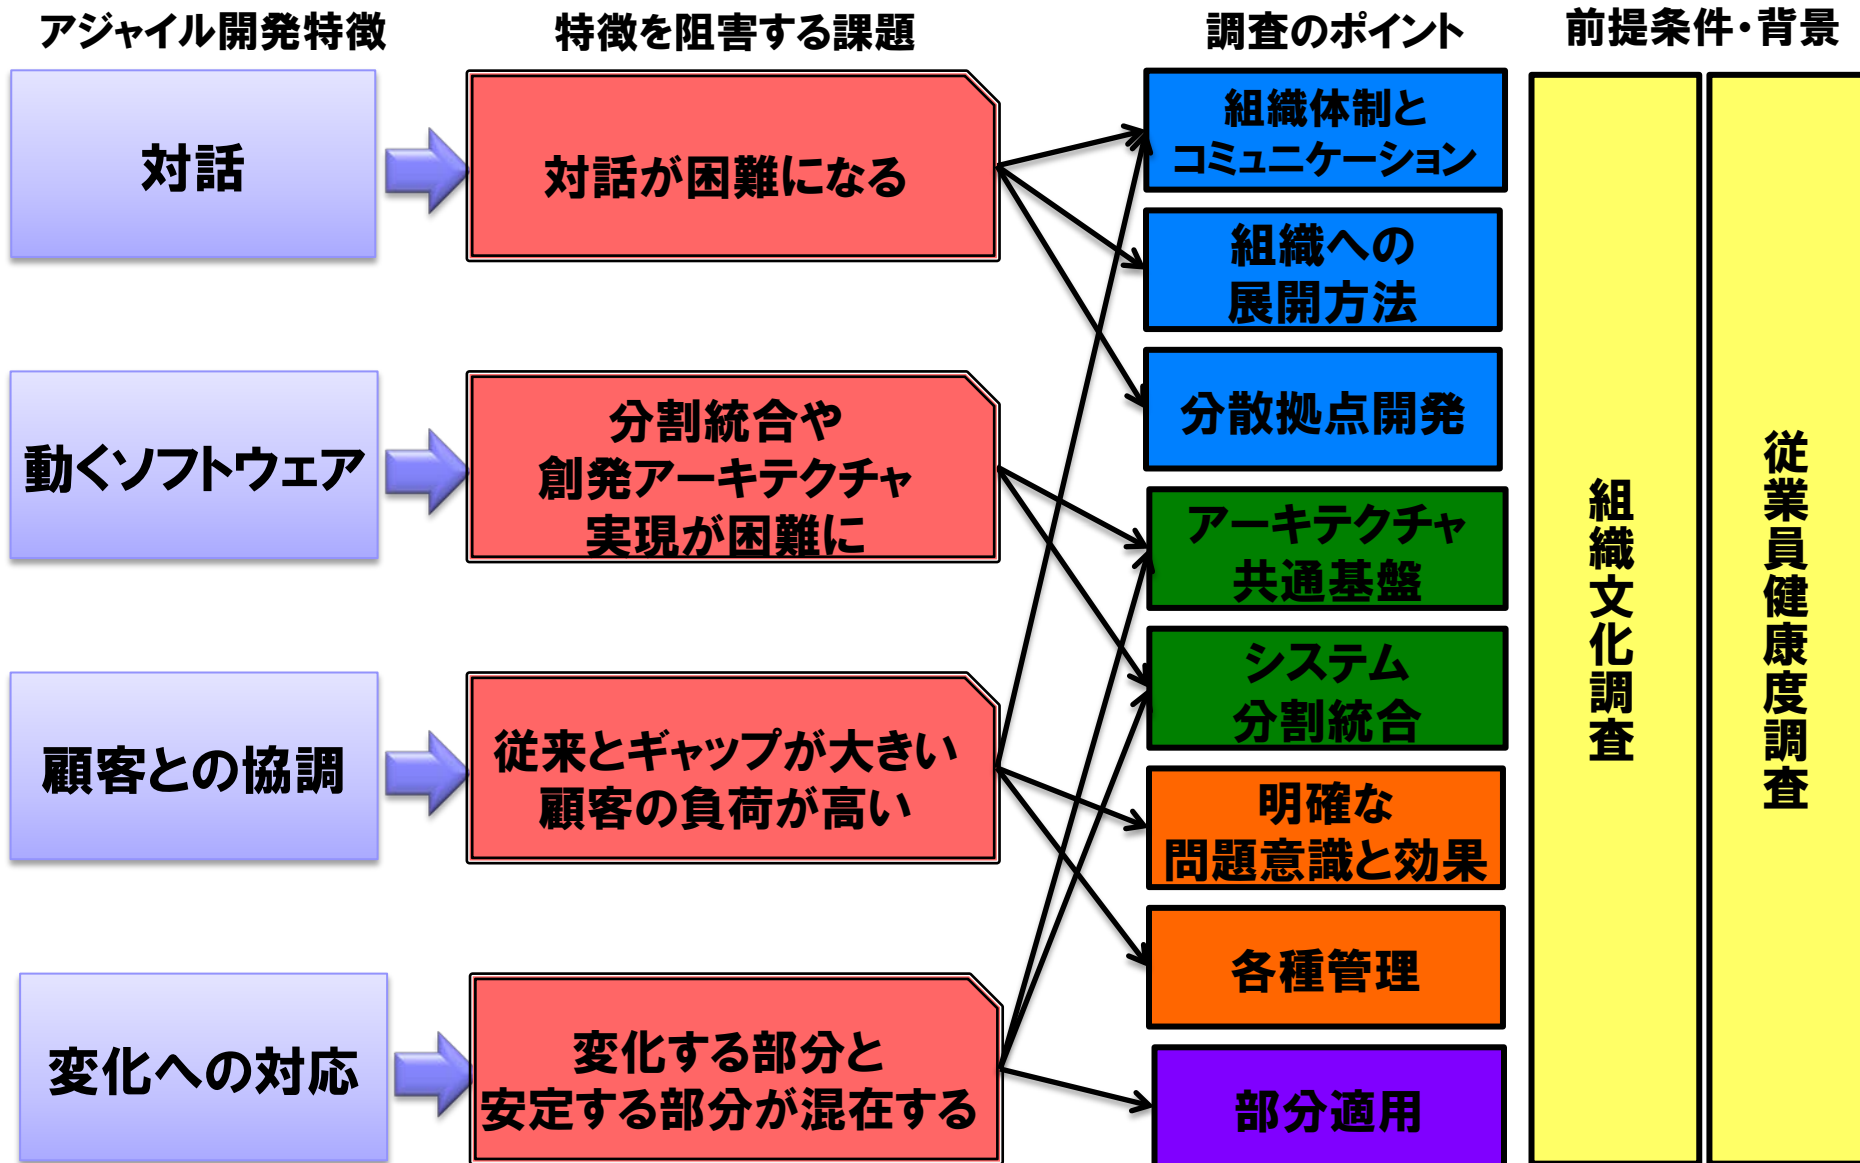 アジャイル開発特徴
特徴を阻害する課題
調査のポイント
前提条件・背景
対話
対話が困難になる
動くソフトウェア
分割統合や
創発アーキテクチャ
実現が困難に
顧客との協調
従来とギャップが大きい
顧客の負荷が高い
変化への対応
変化する部分と
安定する部分が混在する
組織体制と
コミュニケーション
組織への
展開方法
分散拠点開発
アーキテクチャ
共通基盤
システム
分割統合
明確な
問題意識と効果
各種管理
部分適用
組織文化調査
従業員健康度調査